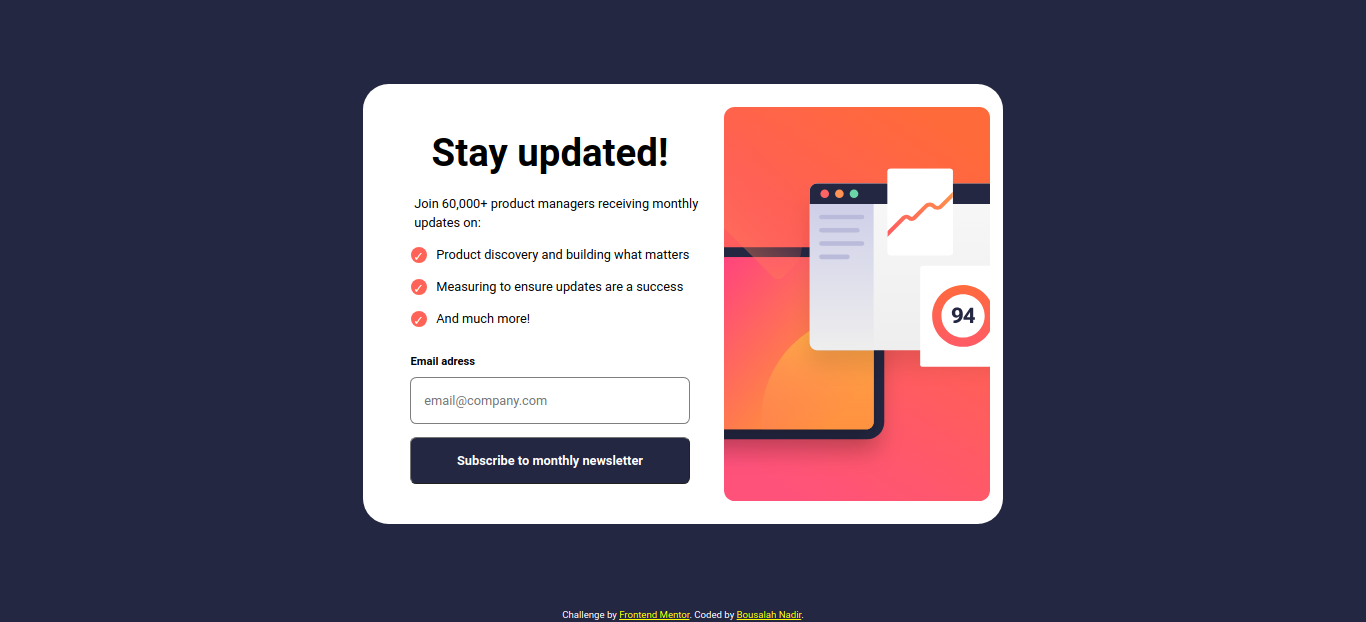 Stay updated!
Join 60,000+ product managers receiving monthly
updates on:
Product discovery and building what matters
Measuring to ensure updates are a success
And much more!
Email adress
email@company.com
Subscribe to monthly newsletter
94
Challenge by Frontend Mentor. Coded by Bousalah Nadir.